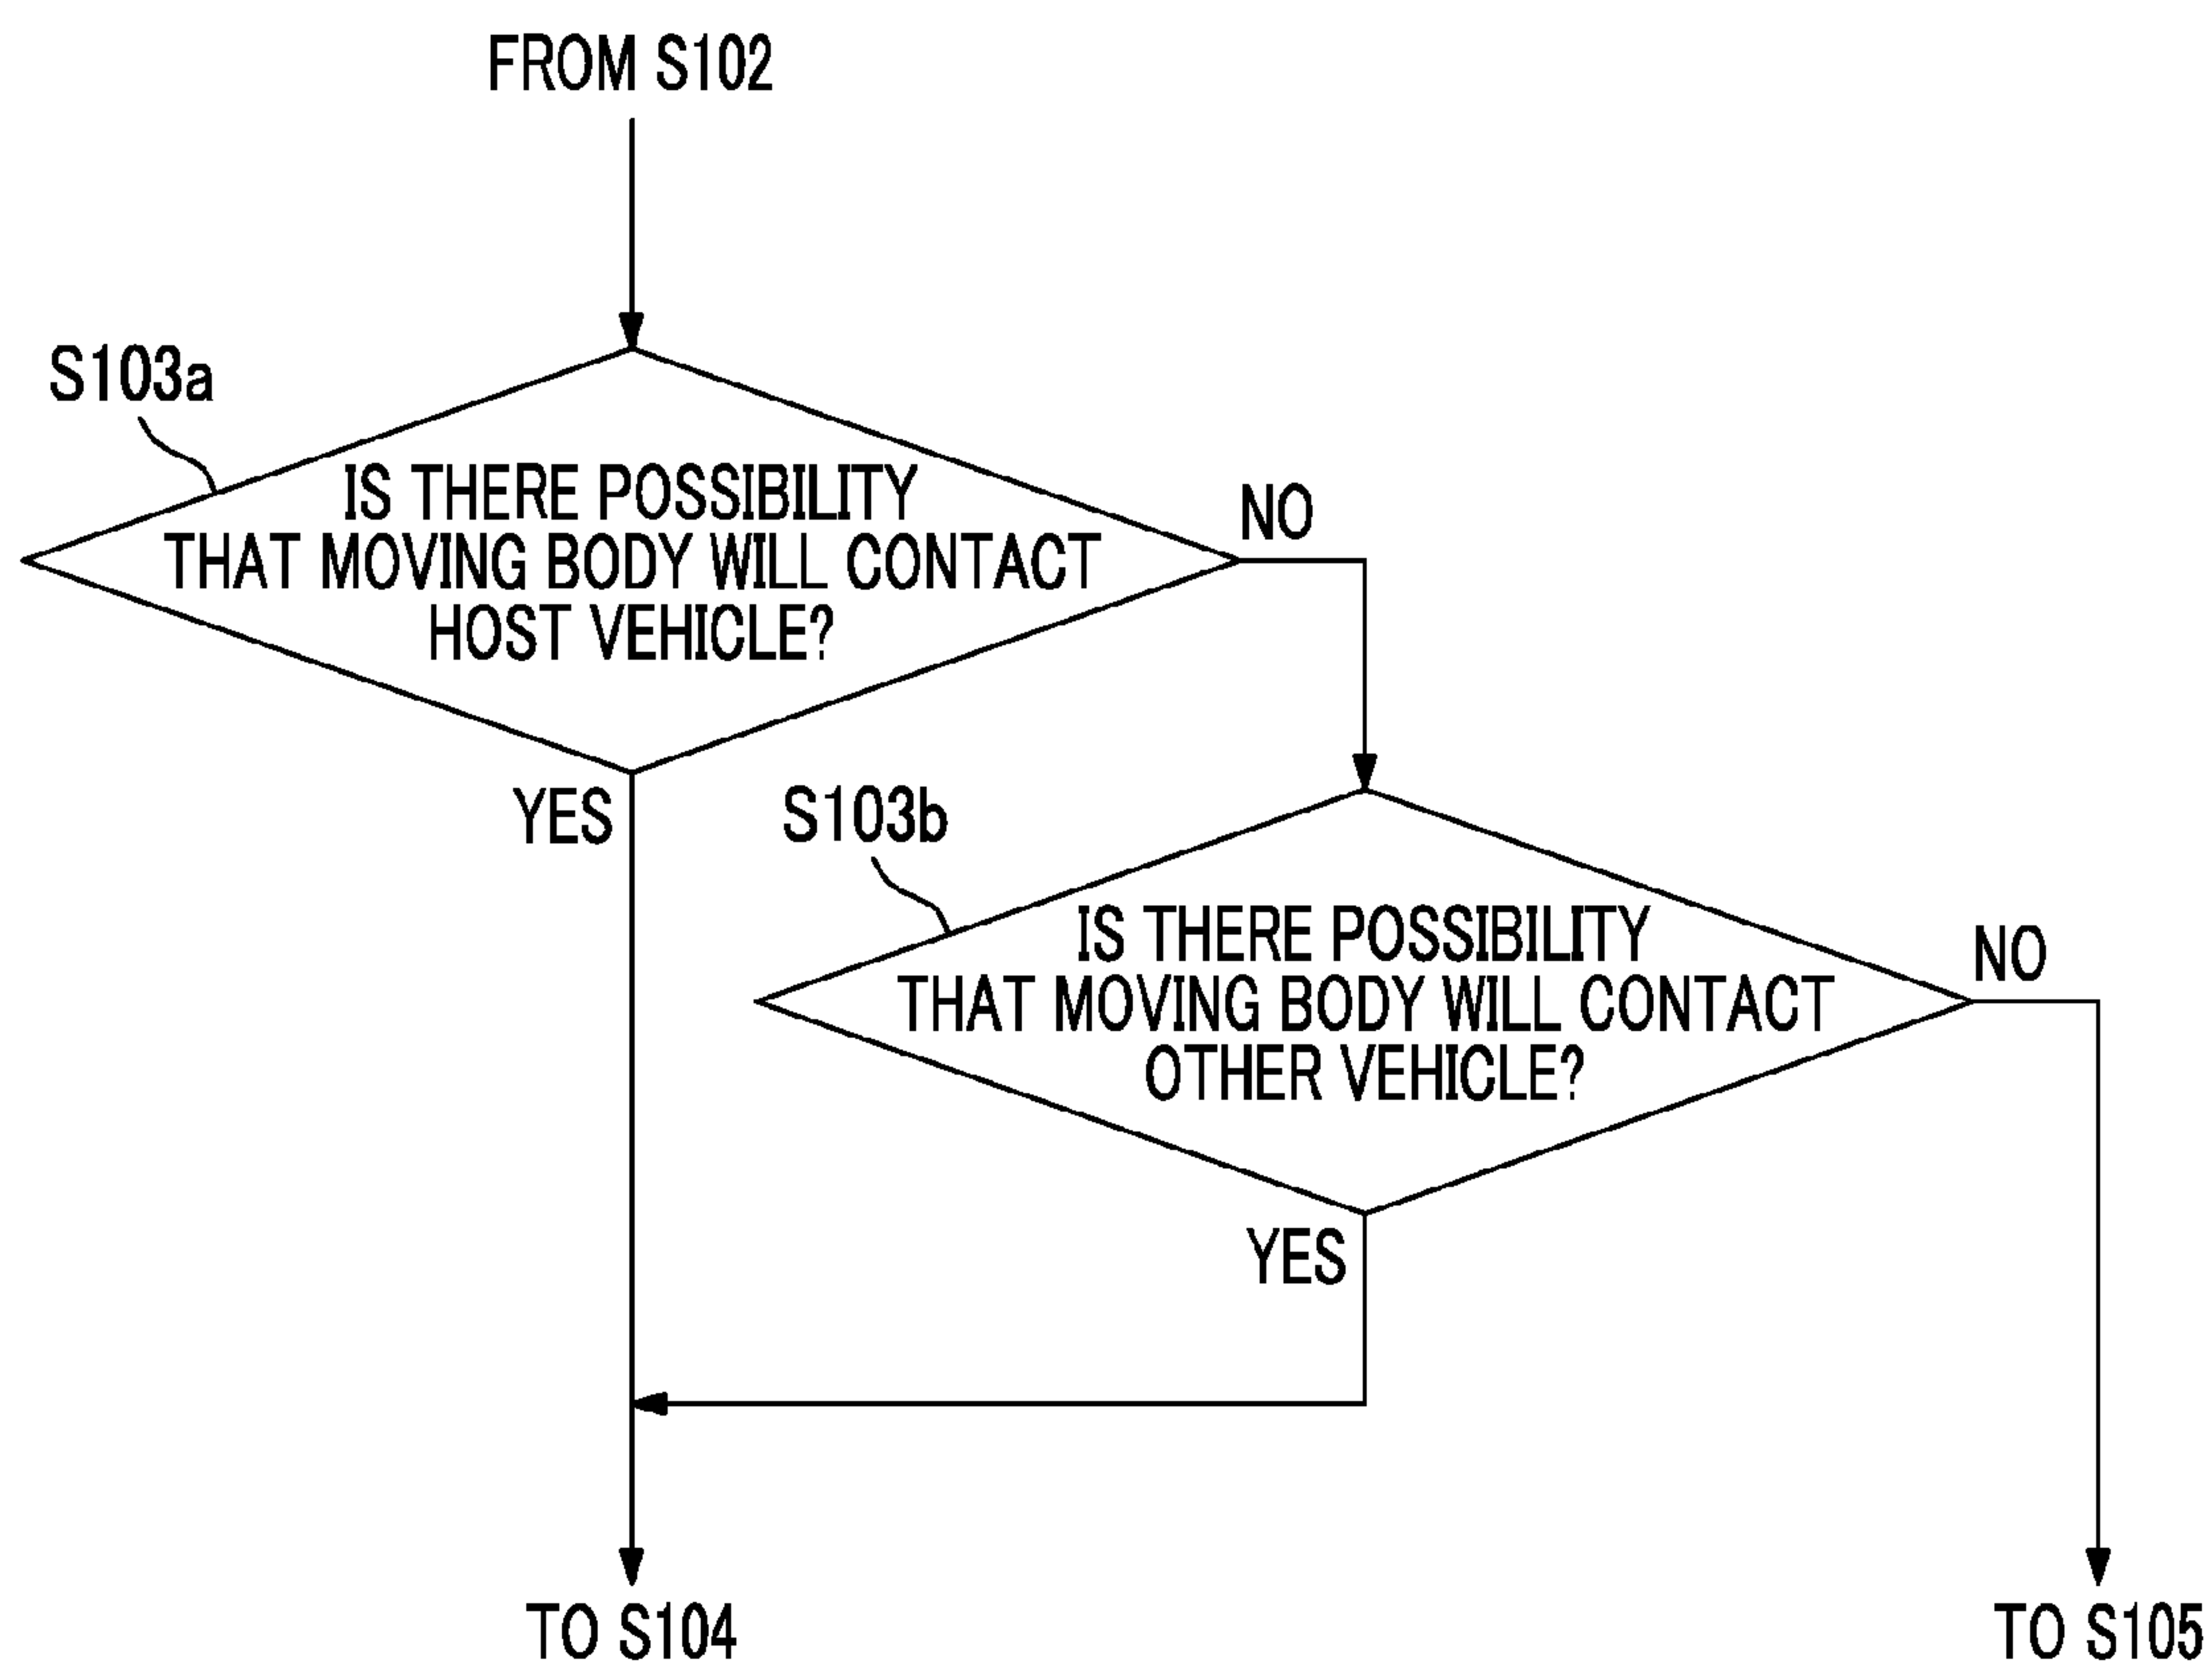 FROM S102
S103a
IS THERE POSSIBILITY
THAT MOVING BODY WILL CONTACT
HOST VEHICLE?
NO
YES
S103b
IS THERE POSSIBILITY
THAT MOVING BODY WILL CONTACT
OTHER VEHICLE?
NO
YES
TO S104
TO S105